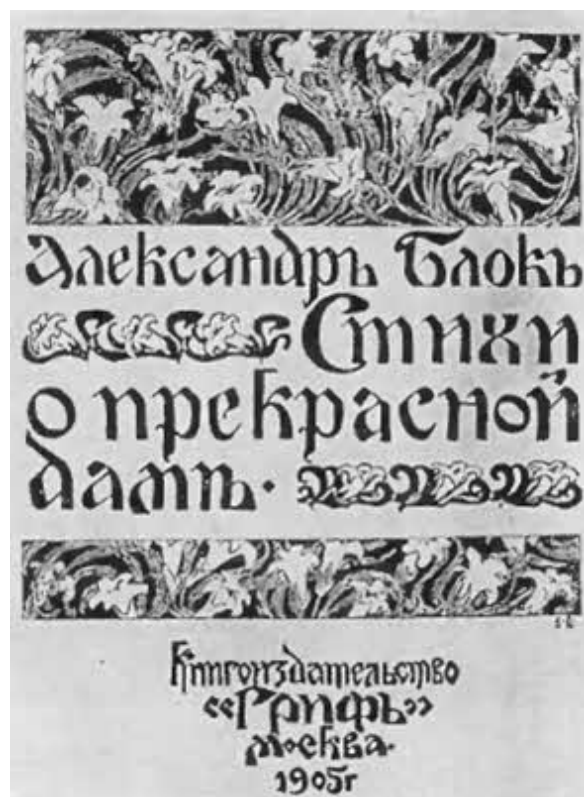 Александръ Блокъ
Стихи
о прекрасной
дамѣ.
Книгоиздательство
«Грифъ»
Москва.
1905г